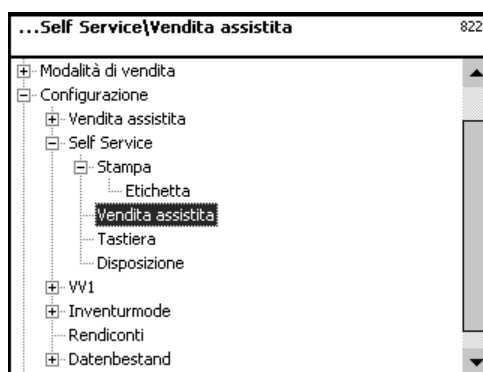 ...Self Service\Vendita assistita 822
Modalità di vendita
Configurazione
Vendita assistita
Self Service
Stampa
Etichetta
Vendita assistita
Tastiera
Disposizione
VV1
Inventurmode
Rendiconti
Datenbestand